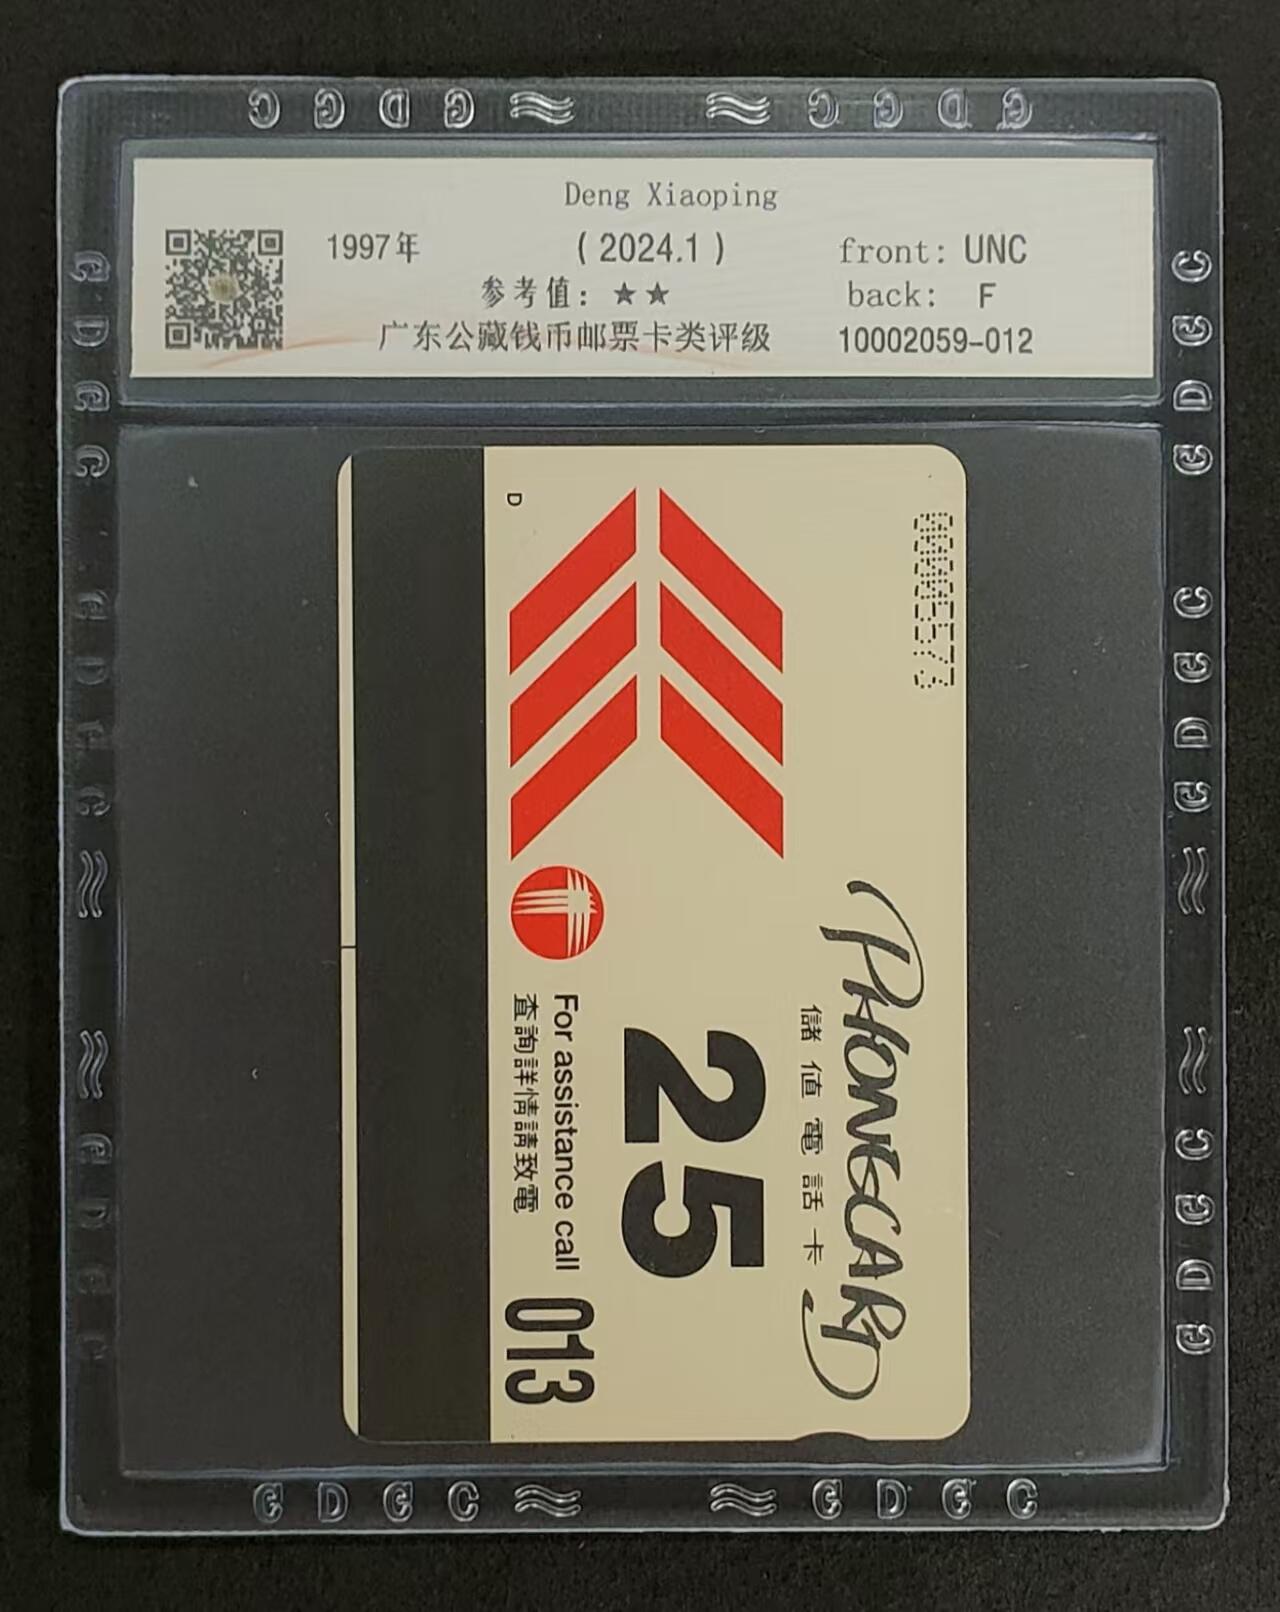 C D G C
C D G C
Deng Xiaoping
1997年
(2024.1)
front: UNC
参考值：★★
back: F
广东公藏钱币邮票卡类评级
10002059-012
D
PHONECARD
儲值電話卡
25
For assistance call
查詢詳情請致電
013
G D G C
G D G C